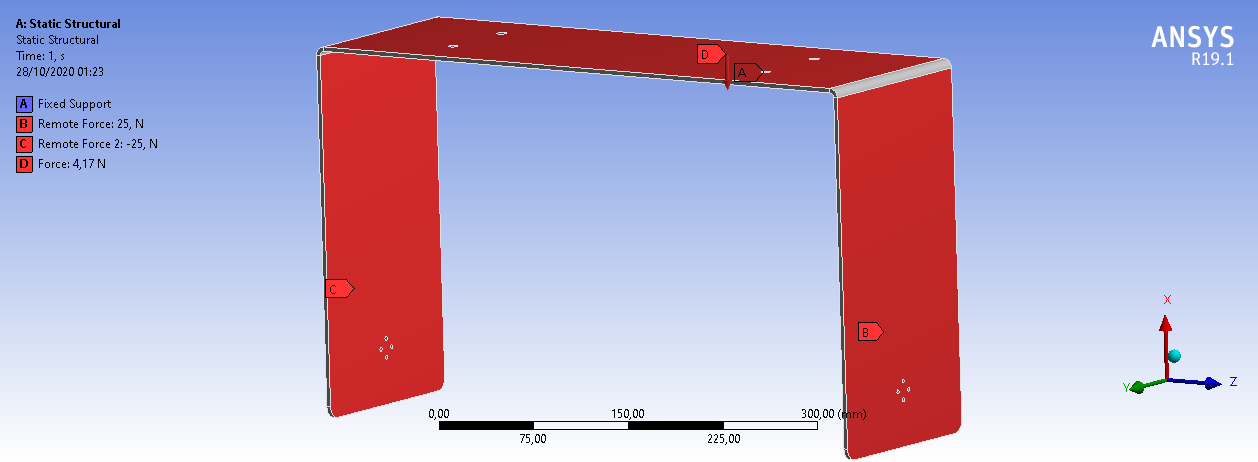 A: Static Structural
Static Structural
Time: 1, s
28/10/2020 01:23
A Fixed Support
B Remote Force: 25, N
C Remote Force 2: -25, N
D Force: 4,17 N
ANSYS
R19.1
D
A
C
B
0,00
150,00
300,00 (mm)
75,00
225,00
X
Y
Z